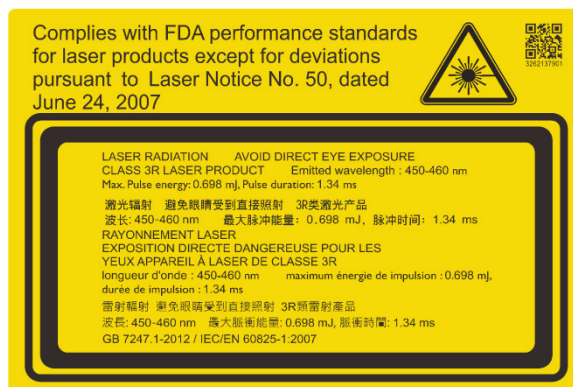 Complies with FDA performance standards
for laser products except for deviations
pursuant to Laser Notice No. 50, dated
June 24, 2007
3262137901
LASER RADIATION AVOID DIRECT EYE EXPOSURE
CLASS 3R LASER PRODUCT Emitted wavelength : 450-460 nm
Max. Pulse energy: 0.698 mJ, Pulse duration: 1.34 ms
激光辐射 避免眼睛受到直接照射 3R类激光产品
波长: 450-460 nm 最大脉冲能量: 0.698 mJ, 脉冲时间: 1.34 ms
RAYONNEMENT LASER
EXPOSITION DIRECTE DANGEREUSE POUR LES
YEUX APPAREIL À LASER DE CLASSE 3R
longueur d'onde : 450-460 nm maximum énergie de impulsion : 0.698 mJ,
durée de impulsion : 1.34 ms
雷射輻射 避免眼睛受到直接照射 3R類雷射產品
波長: 450-460 nm 最大脈衝能量: 0.698 mJ, 脈衝時間: 1.34 ms
GB 7247.1-2012 / IEC/EN 60825-1:2007